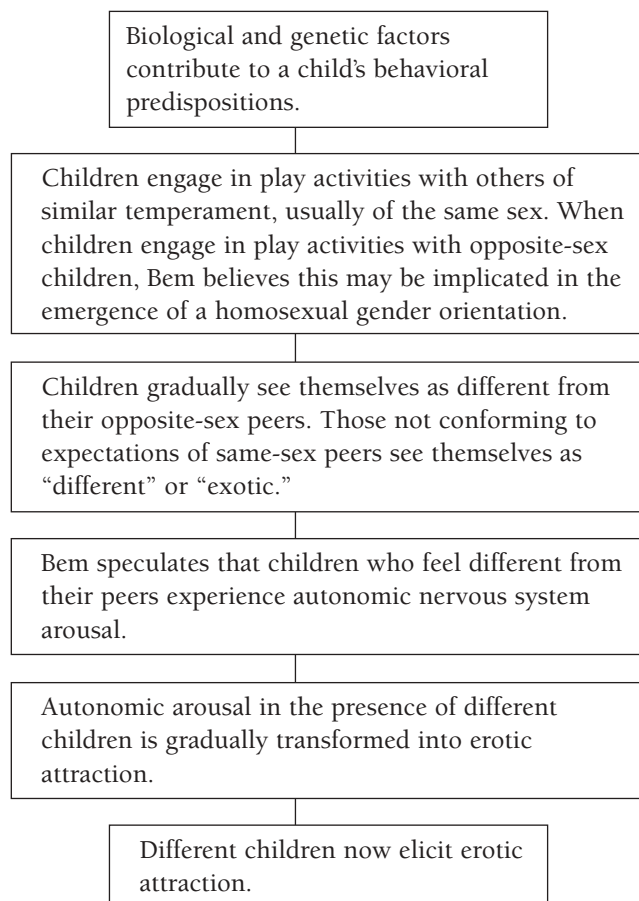 Biological and genetic factors
contribute to a child’s behavioral
predispositions.
Children engage in play activities with others of
similar temperament, usually of the same sex. When
children engage in play activities with opposite-sex
children, Bem believes this may be implicated in the
emergence of a homosexual gender orientation.
Children gradually see themselves as different from
their opposite-sex peers. Those not conforming to
expectations of same-sex peers see themselves as
“different” or “exotic.”
Bem speculates that children who feel different from
their peers experience autonomic nervous system
arousal.
Autonomic arousal in the presence of different
children is gradually transformed into erotic
attraction.
Different children now elicit erotic
attraction.